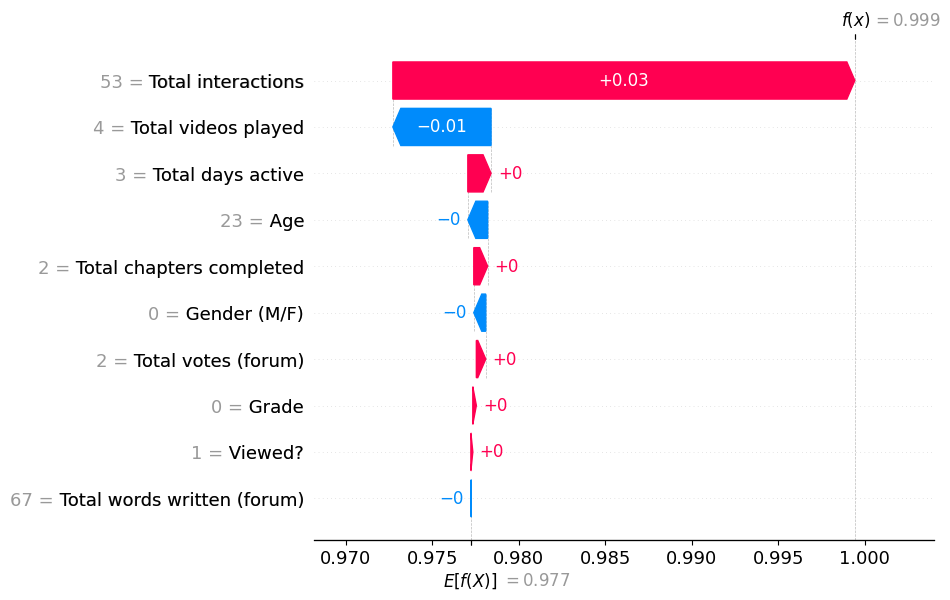 f(x) = 0.999
53 = Total interactions
+0.03
4 = Total videos played
−0.01
3 = Total days active
+0
23 = Age
−0
2 = Total chapters completed
+0
0 = Gender (M/F)
−0
2 = Total votes (forum)
+0
0 = Grade
+0
1 = Viewed?
+0
67 = Total words written (forum)
−0
0.970 0.975 0.980 0.985 0.990 0.995 1.000
E[f(X)] = 0.977